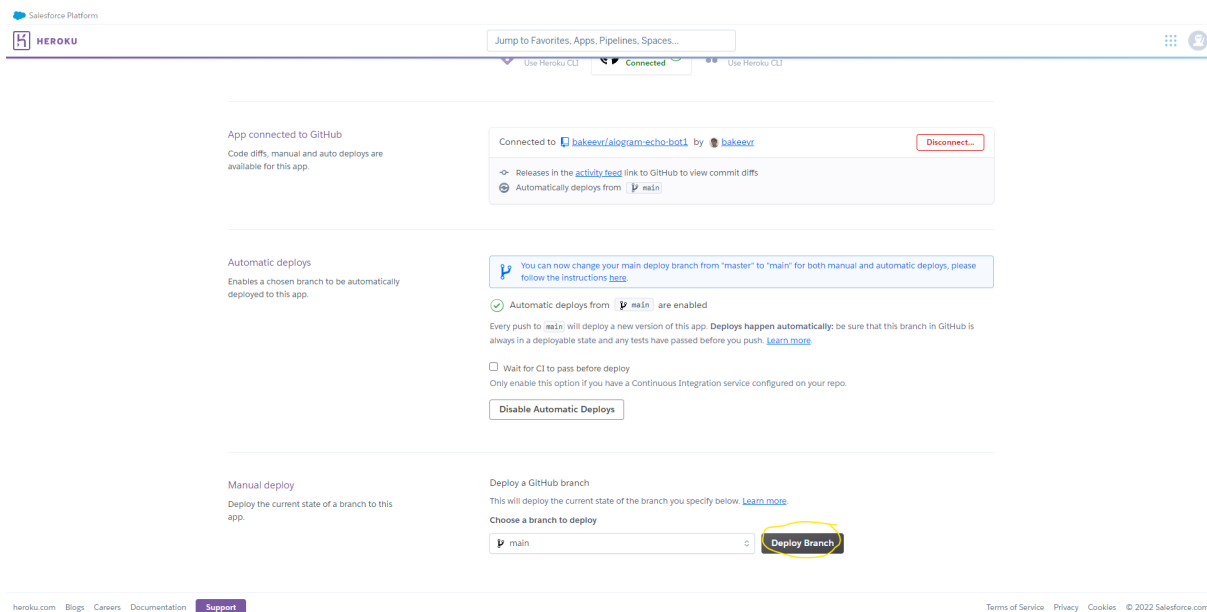 Salesforce Platform
HEROKU
Jump to Favorites, Apps, Pipelines, Spaces...
Use Heroku CLI
Connected
Use Heroku CLI
App connected to GitHub
Code diffs, manual and auto deploys are
available for this app.
Connected to bakeevr/aiogram-echo-bot1 by bakeevr
Disconnect...
Releases in the activity feed link to GitHub to view commit diffs
Automatically deploys from main
Automatic deploys
Enables a chosen branch to be automatically
deployed to this app.
You can now change your main deploy branch from "master" to "main" for both manual and automatic deploys, please
follow the instructions here.
Automatic deploys from main are enabled
Every push to main will deploy a new version of this app. Deploys happen automatically: be sure that this branch in GitHub is
always in a deployable state and any tests have passed before you push. Learn more.
Wait for CI to pass before deploy
Only enable this option if you have a Continuous Integration service configured on your repo.
Disable Automatic Deploys
Manual deploy
Deploy the current state of a branch to this
app.
Deploy a GitHub branch
This will deploy the current state of the branch you specify below. Learn more.
Choose a branch to deploy
main
Deploy Branch
heroku.com Blogs Careers Documentation Support
Terms of Service Privacy Cookies © 2022 Salesforce.com